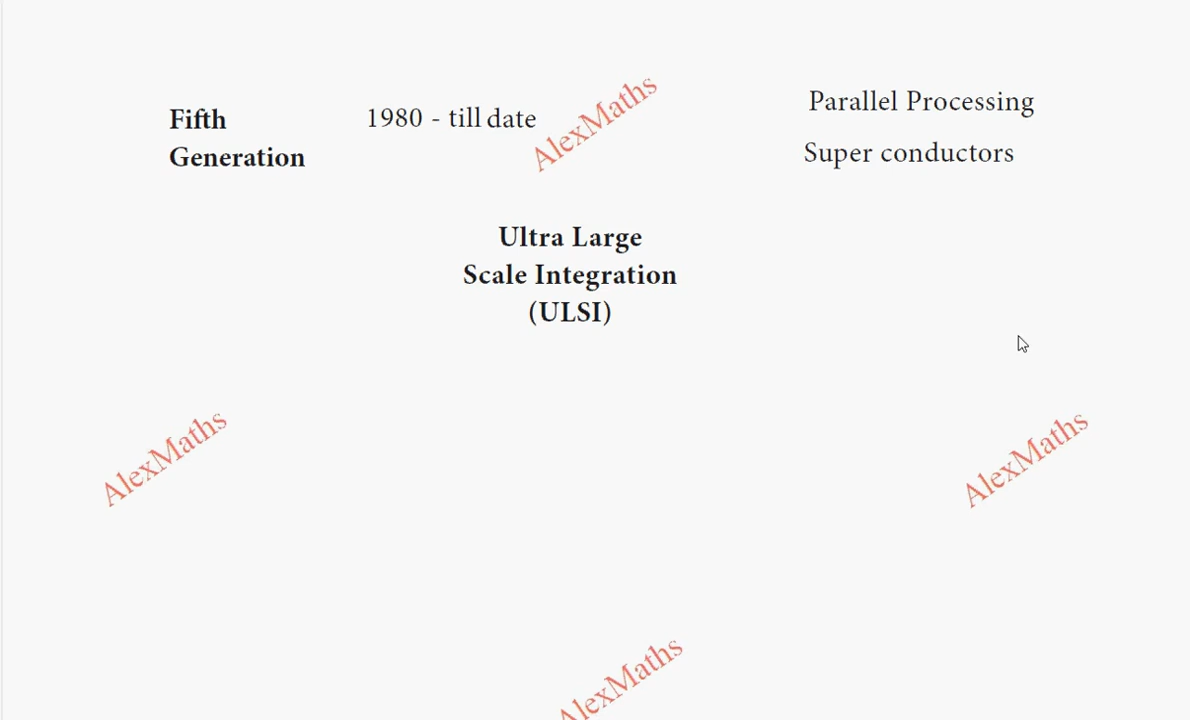 Fifth
Generation
1980 - till date
Parallel Processing
Super conductors
Ultra Large
Scale Integration
(ULSI)
AlexMaths
AlexMaths
AlexMaths
AlexMaths